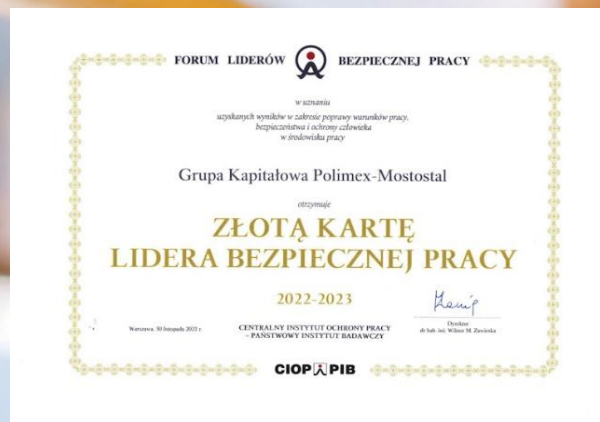 FORUM LIDERÓW BEZPIECZNEJ PRACY
w uznaniu
uzyskanych wyników w zakresie poprawy warunków pracy,
bezpieczeństwa i ochrony człowieka
w środowisku pracy
Grupa Kapitałowa Polimex-Mostostal
otrzymuje
ZŁOTĄ KARTĘ
LIDERA BEZPIECZNEJ PRACY
2022-2023
Warszawa, 30 listopada 2021 r.
CENTRALNY INSTYTUT OCHRONY PRACY
– PAŃSTWOWY INSTYTUT BADAWCZY
Dyrektor
dr hab. inż. Wiktor M. Zawieska
CIOP PIB